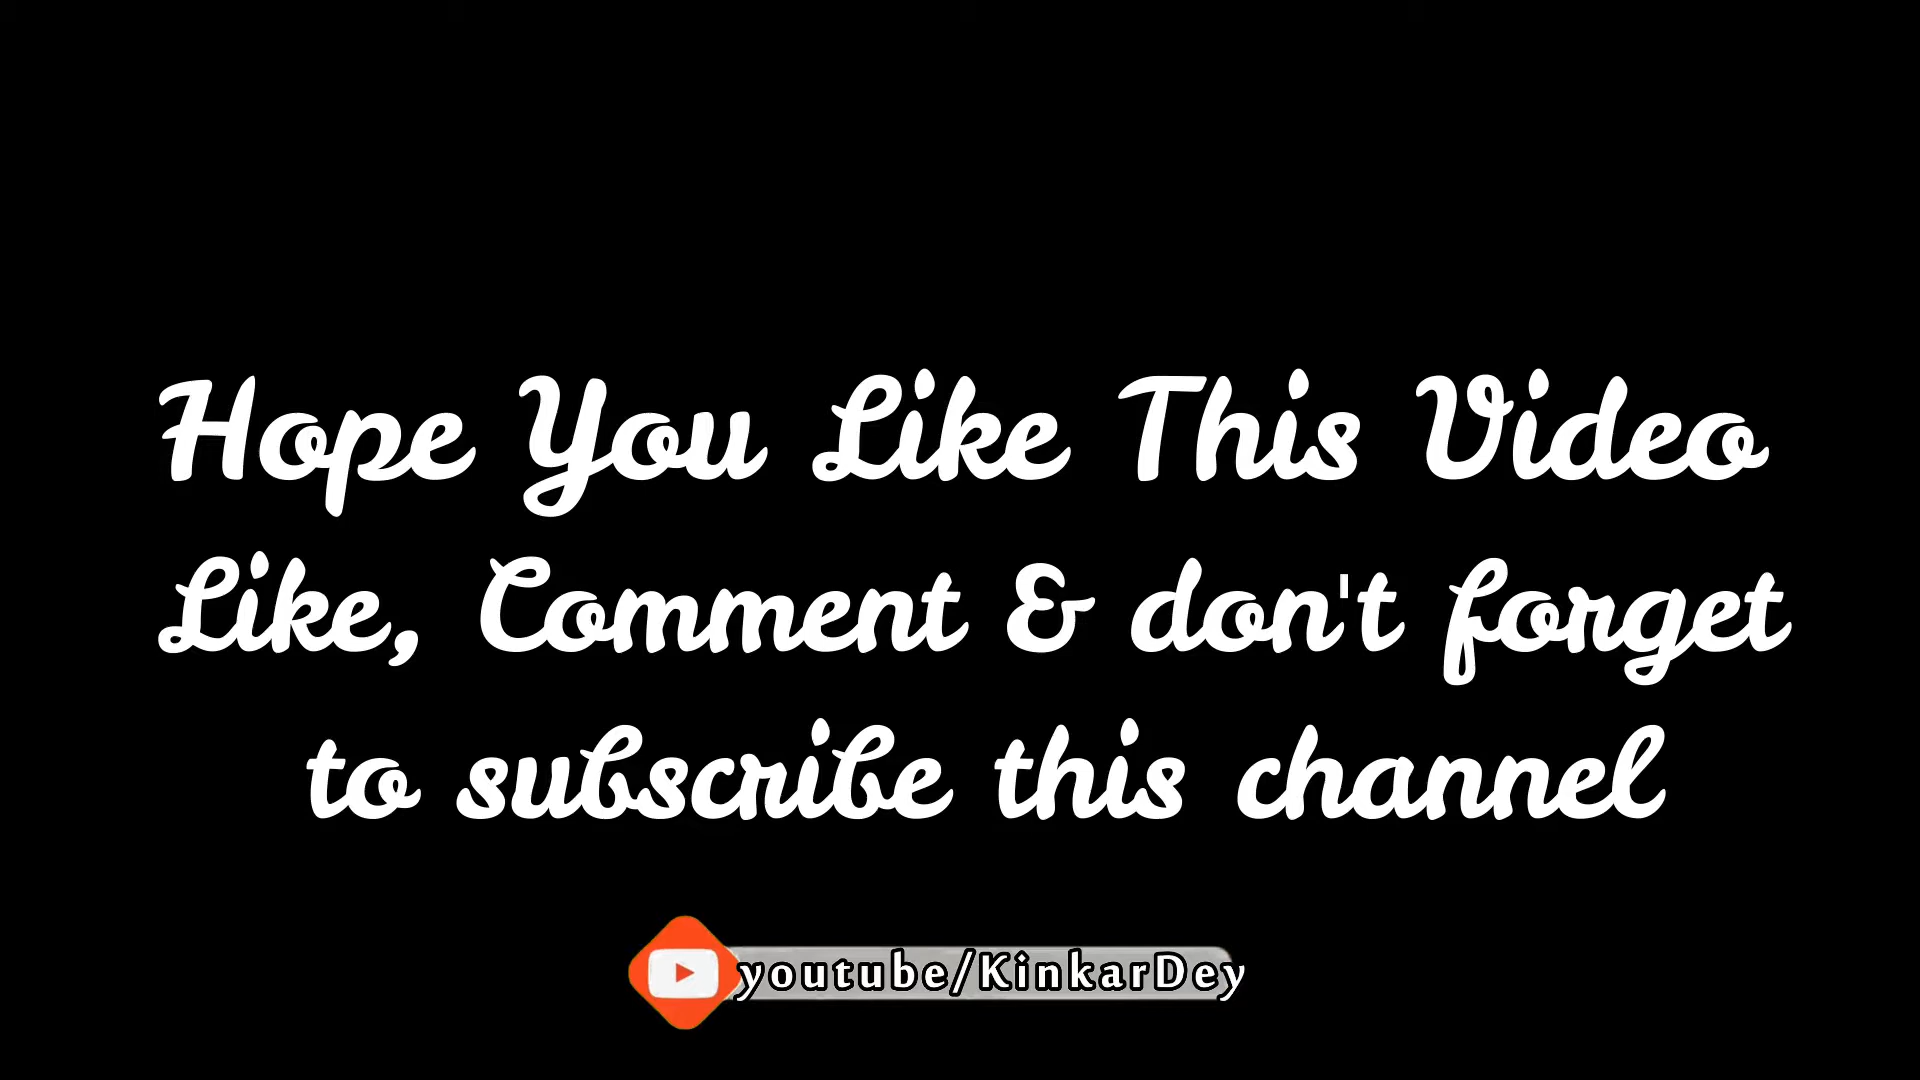 Hope You Like This Video
Like, Comment & don't forget
to subscribe this channel
youtube/KinkarDey